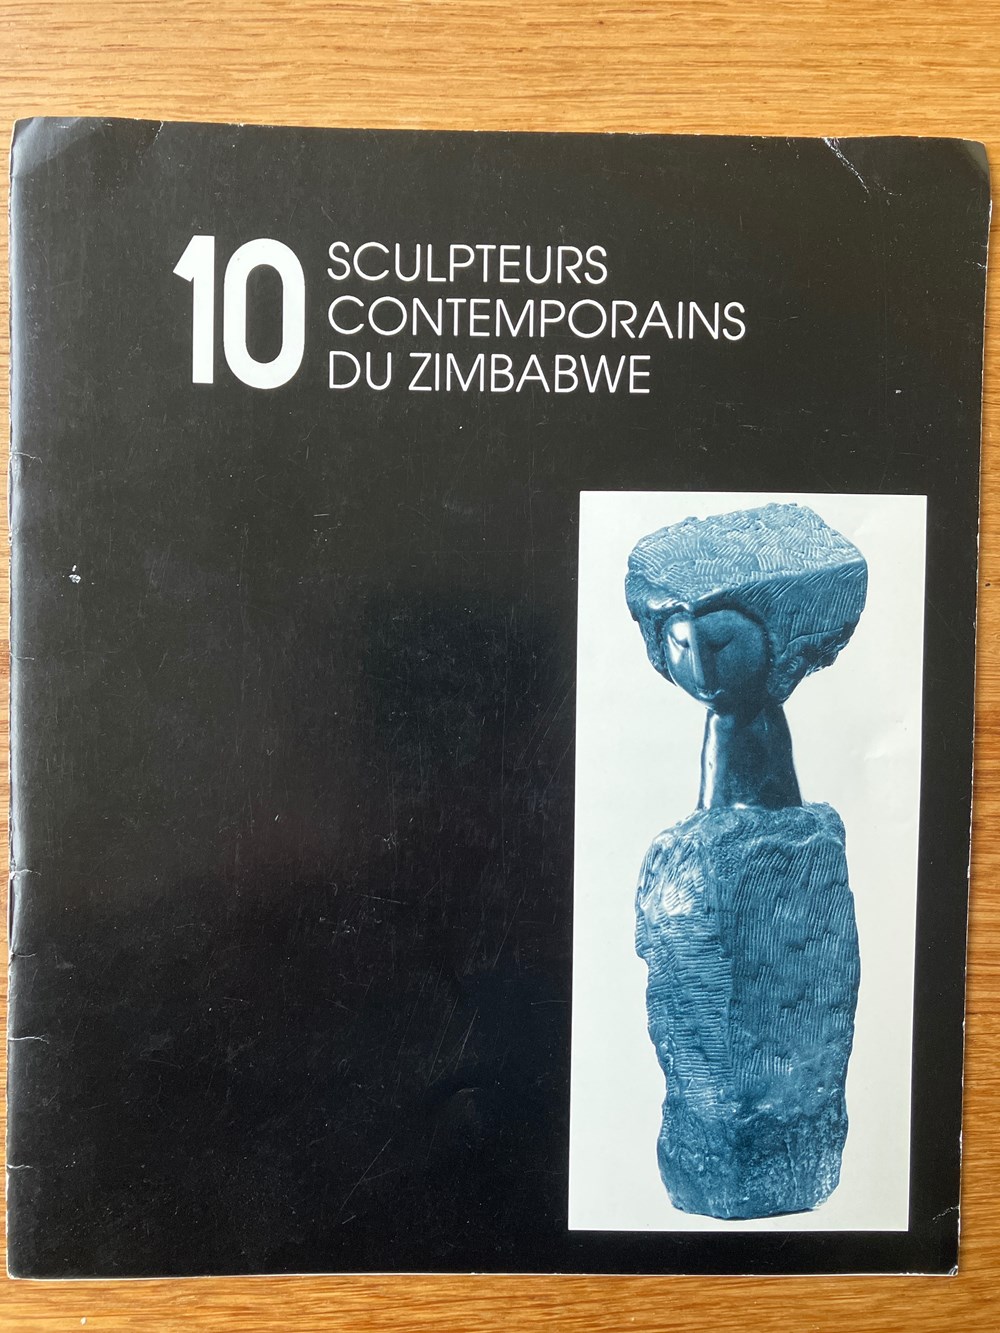 10 SCULPTEURS
CONTEMPORAINS
DU ZIMBABWE